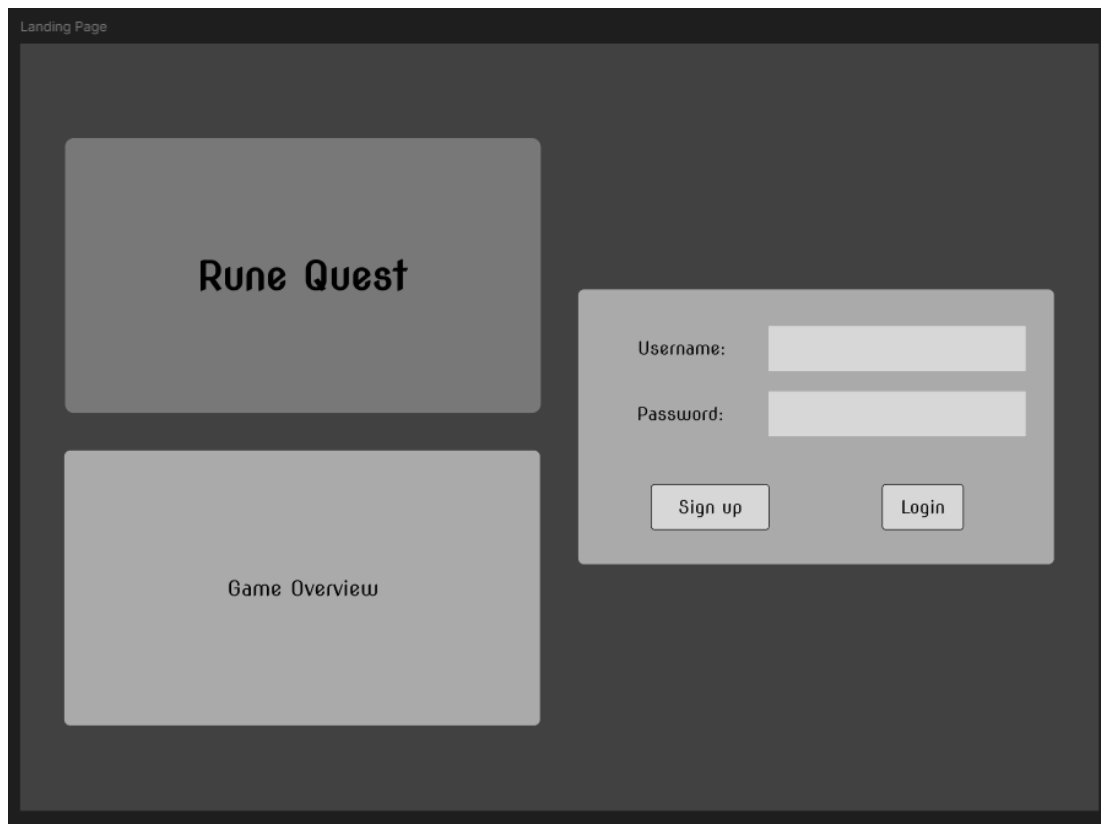 Landing Page
Rune Quest
Username:
Password:
Sign up
Login
Game Overview